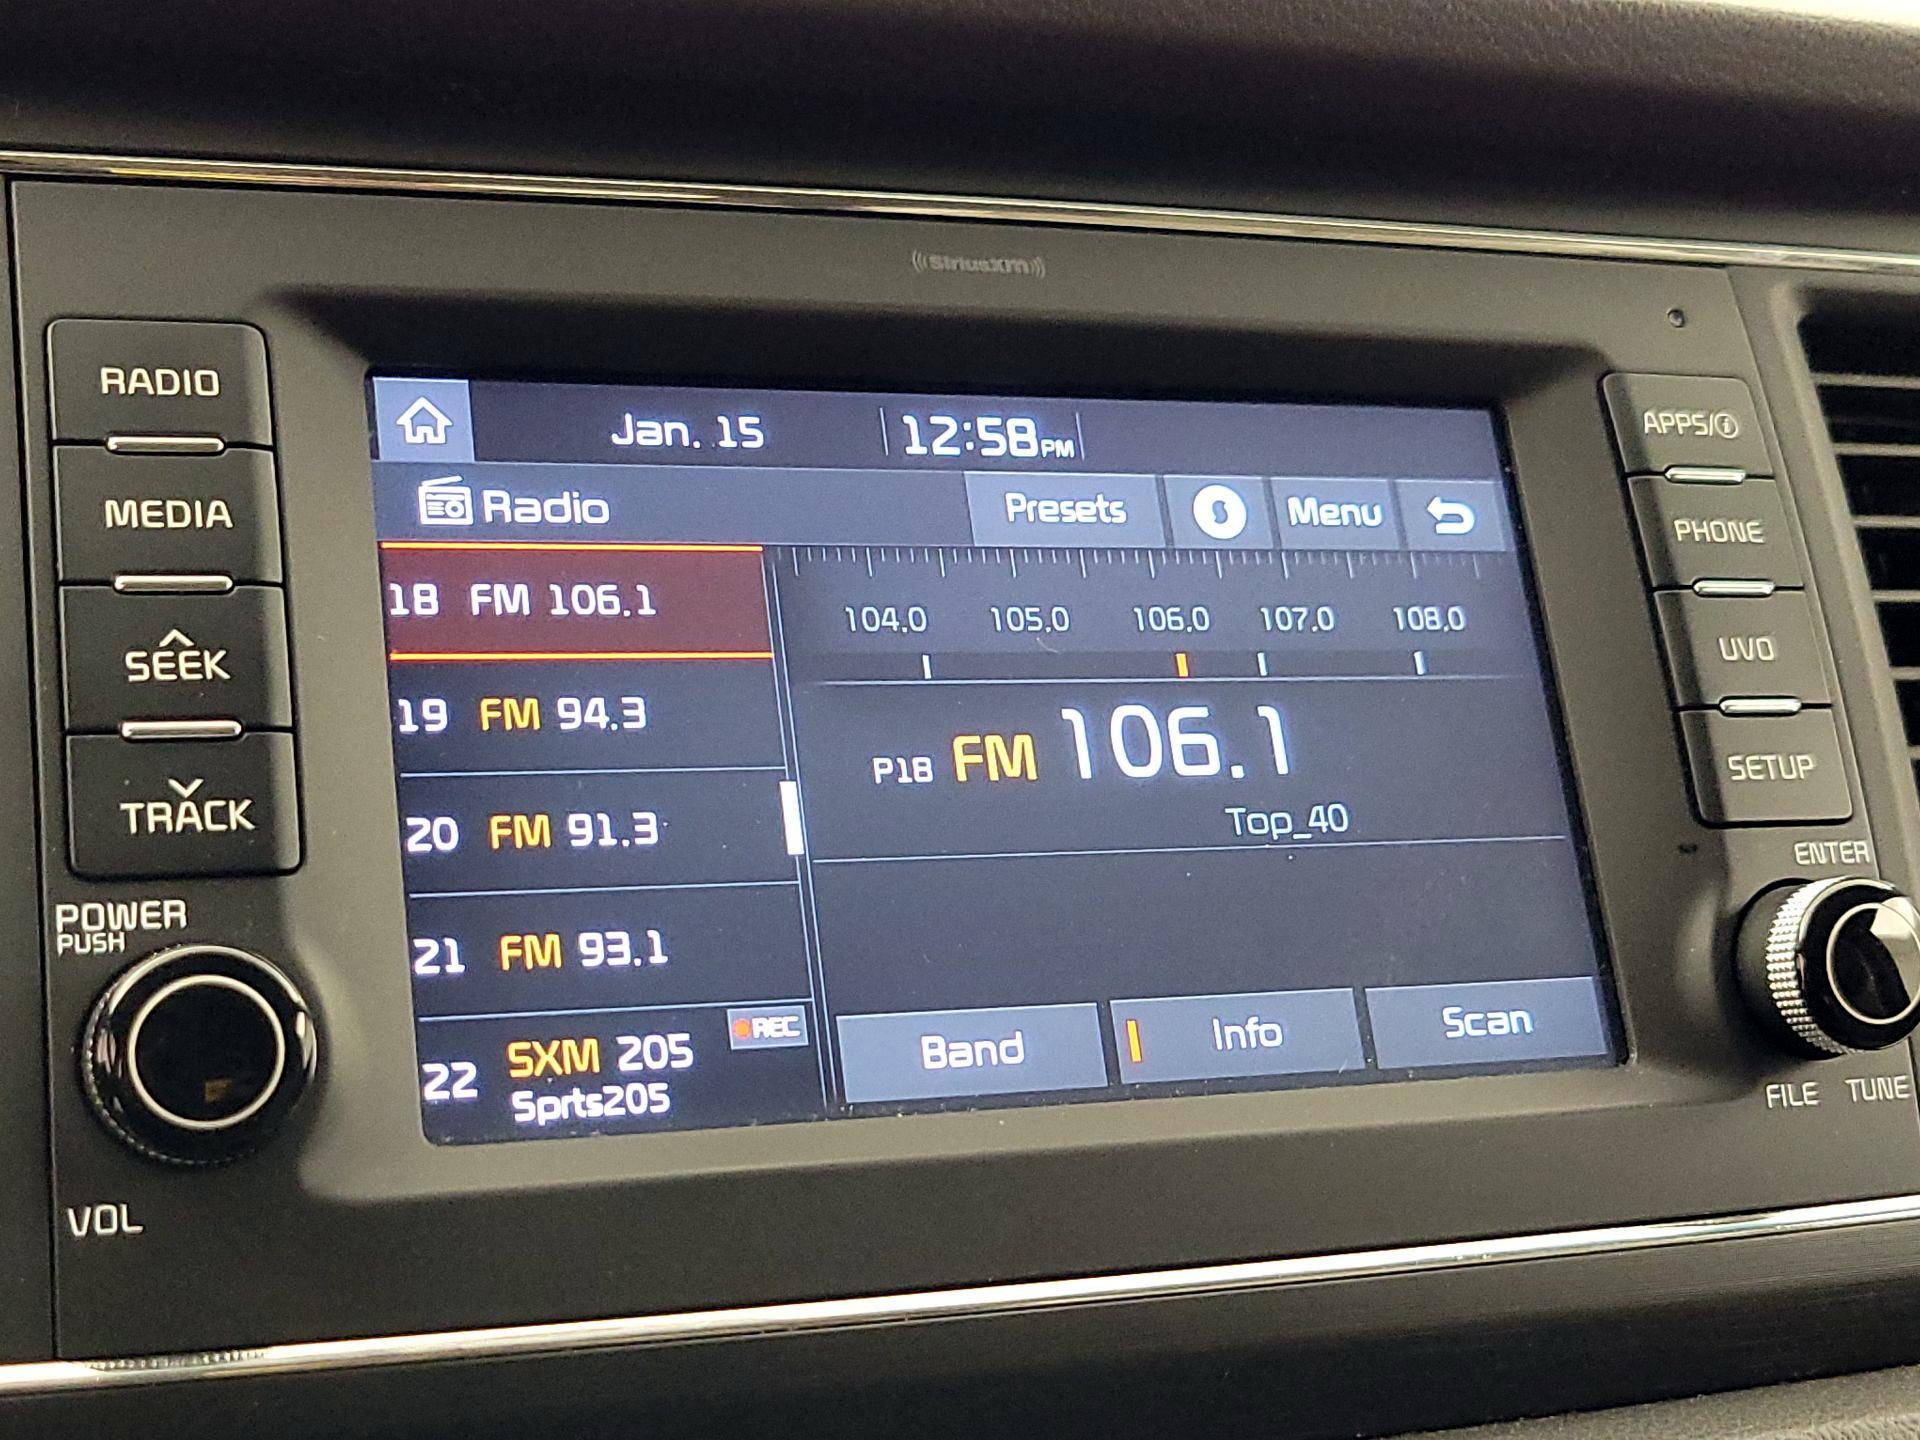 SiriusXM
RADIO
MEDIA
SEEK
TRACK
POWER
PUSH
VOL
Jan. 15
12:58 PM
Radio
Presets
Menu
18 FM 106.1
19 FM 94.3
20 FM 91.3
21 FM 93.1
22 SXM 205
REC
Sprts205
104.0 105.0 106.0 107.0 108.0
P18 FM 106.1
Top_40
Band
Info
Scan
APPS/i
PHONE
UVO
SETUP
ENTER
FILE TUNE